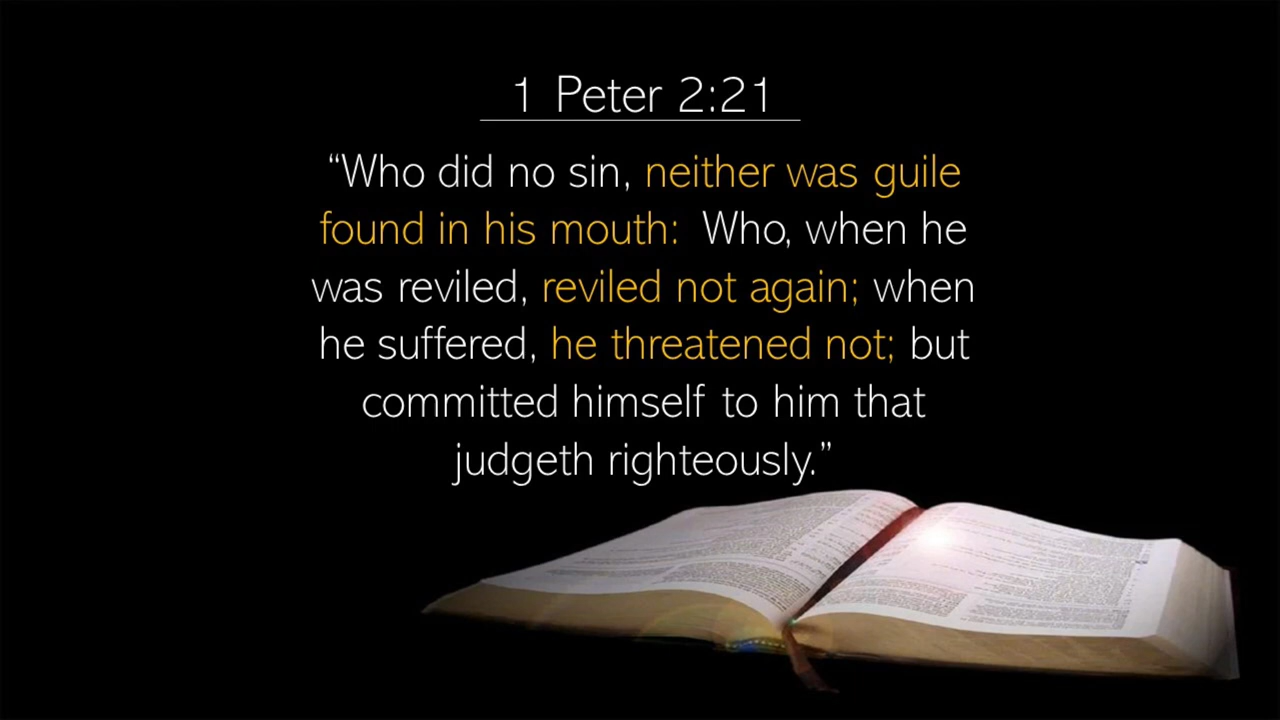 1 Peter 2:21
“Who did no sin, neither was guile
found in his mouth:  Who, when he
was reviled, reviled not again; when
he suffered, he threatened not; but
committed himself to him that
judgeth righteously.”